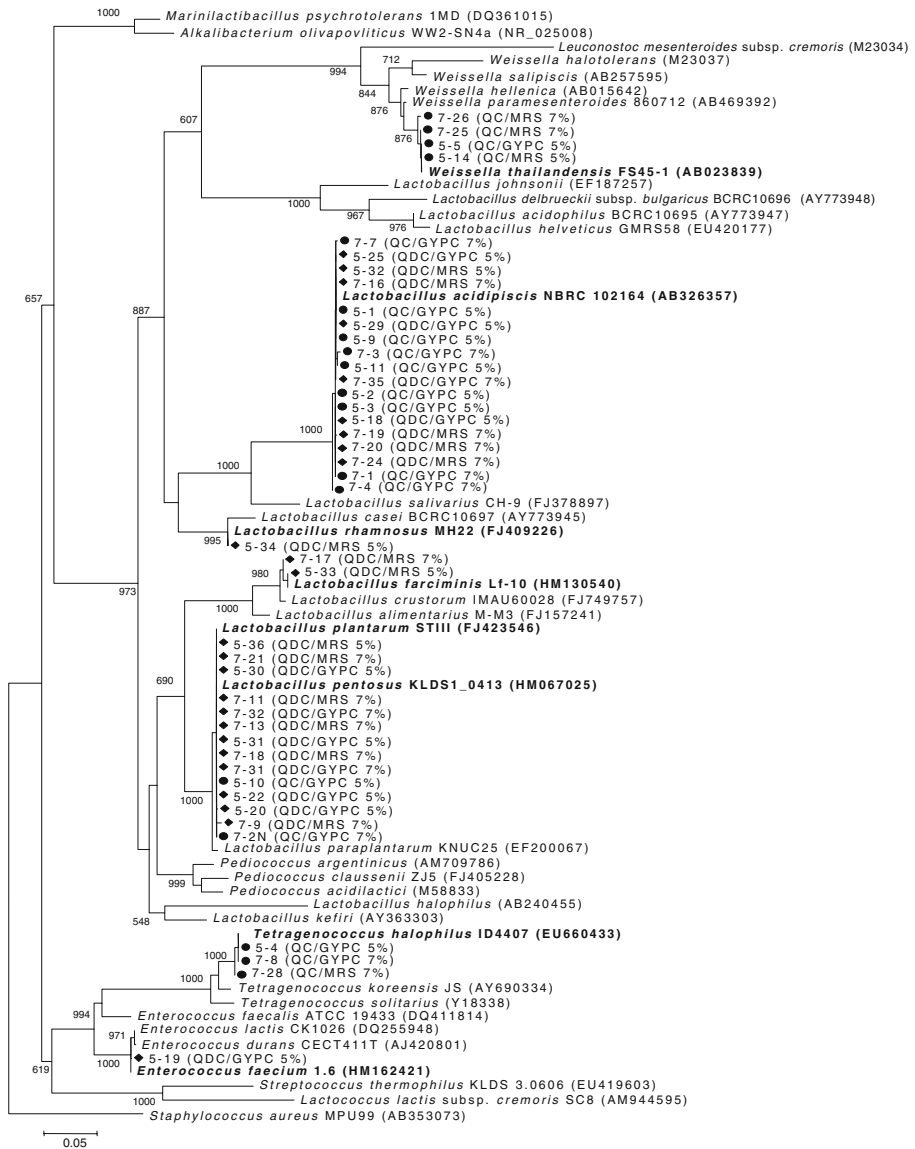 Marinilactibacillus psychrotolerans 1MD (DQ361015)
1000
Alkalibacterium olivapovliticus WW2-SN4a (NR_025008)
Leuconostoc mesenteroides subsp. cremoris (M23034)
712
Weissella halotolerans (M23037)
994
Weissella salipiscis (AB257595)
844
Weissella hellenica (AB015642)
Weissella paramesenteroides 860712 (AB469392)
876
7-26 (QC/MRS 7%)
607
7-25 (QC/MRS 7%)
876
5-5 (QC/GYPC 5%)
5-14 (QC/MRS 5%)
Weissella thailandensis FS45-1 (AB023839)
Lactobacillus johnsonii (EF187257)
1000
Lactobacillus delbrueckii subsp. bulgaricus BCRC10696 (AY773948)
967
Lactobacillus acidophilus BCRC10695 (AY773947)
976
Lactobacillus helveticus GMRS58 (EU420177)
7-7 (QC/GYPC 7%)
5-25 (QDC/GYPC 5%)
5-32 (QDC/MRS 5%)
7-16 (QDC/MRS 7%)
657
Lactobacillus acidipiscis NBRC 102164 (AB326357)
887
5-1 (QC/GYPC 5%)
5-29 (QDC/GYPC 5%)
5-9 (QC/GYPC 5%)
7-3 (QC/GYPC 7%)
5-11 (QC/GYPC 5%)
7-35 (QDC/GYPC 7%)
5-2 (QC/GYPC 5%)
5-3 (QC/GYPC 5%)
5-18 (QDC/GYPC 5%)
1000
7-19 (QDC/MRS 7%)
7-20 (QDC/MRS 7%)
7-24 (QDC/MRS 7%)
1000
7-1 (QC/GYPC 7%)
7-4 (QC/GYPC 7%)
Lactobacillus salivarius CH-9 (FJ378897)
Lactobacillus casei BCRC10697 (AY773945)
Lactobacillus rhamnosus MH22 (FJ409226)
995
5-34 (QDC/MRS 5%)
7-17 (QDC/MRS 7%)
980
5-33 (QDC/MRS 5%)
973
Lactobacillus farciminis Lf-10 (HM130540)
Lactobacillus crustorum IMAU60028 (FJ749757)
1000
Lactobacillus alimentarius M-M3 (FJ157241)
Lactobacillus plantarum STIII (FJ423546)
5-36 (QDC/MRS 5%)
7-21 (QDC/MRS 7%)
5-30 (QDC/GYPC 5%)
690
Lactobacillus pentosus KLDS1_0413 (HM067025)
7-11 (QDC/MRS 7%)
7-32 (QDC/GYPC 7%)
7-13 (QDC/MRS 7%)
5-31 (QDC/GYPC 5%)
7-18 (QDC/MRS 7%)
7-31 (QDC/GYPC 7%)
5-10 (QC/GYPC 5%)
1000
5-22 (QDC/GYPC 5%)
5-20 (QDC/GYPC 5%)
7-9 (QDC/MRS 7%)
7-2N (QC/GYPC 7%)
Lactobacillus paraplantarum KNUC25 (EF200067)
Pediococcus argentinicus (AM709786)
Pediococcus claussenii ZJ5 (FJ405228)
999
Pediococcus acidilactici (M58833)
Lactobacillus halophilus (AB240455)
548
Lactobacillus kefiri (AY363303)
Tetragenococcus halophilus ID4407 (EU660433)
5-4 (QC/GYPC 5%)
1000
7-8 (QC/GYPC 7%)
7-28 (QC/MRS 7%)
1000
Tetragenococcus koreensis JS (AY690334)
Tetragenococcus solitarius (Y18338)
994
Enterococcus faecalis ATCC 19433 (DQ411814)
Enterococcus lactis CK1026 (DQ255948)
971
Enterococcus durans CECT411T (AJ420801)
5-19 (QDC/GYPC 5%)
1000
619
Enterococcus faecium 1.6 (HM162421)
Streptococcus thermophilus KLDS 3.0606 (EU419603)
1000
Lactococcus lactis subsp. cremoris SC8 (AM944595)
Staphylococcus aureus MPU99 (AB353073)
0.05